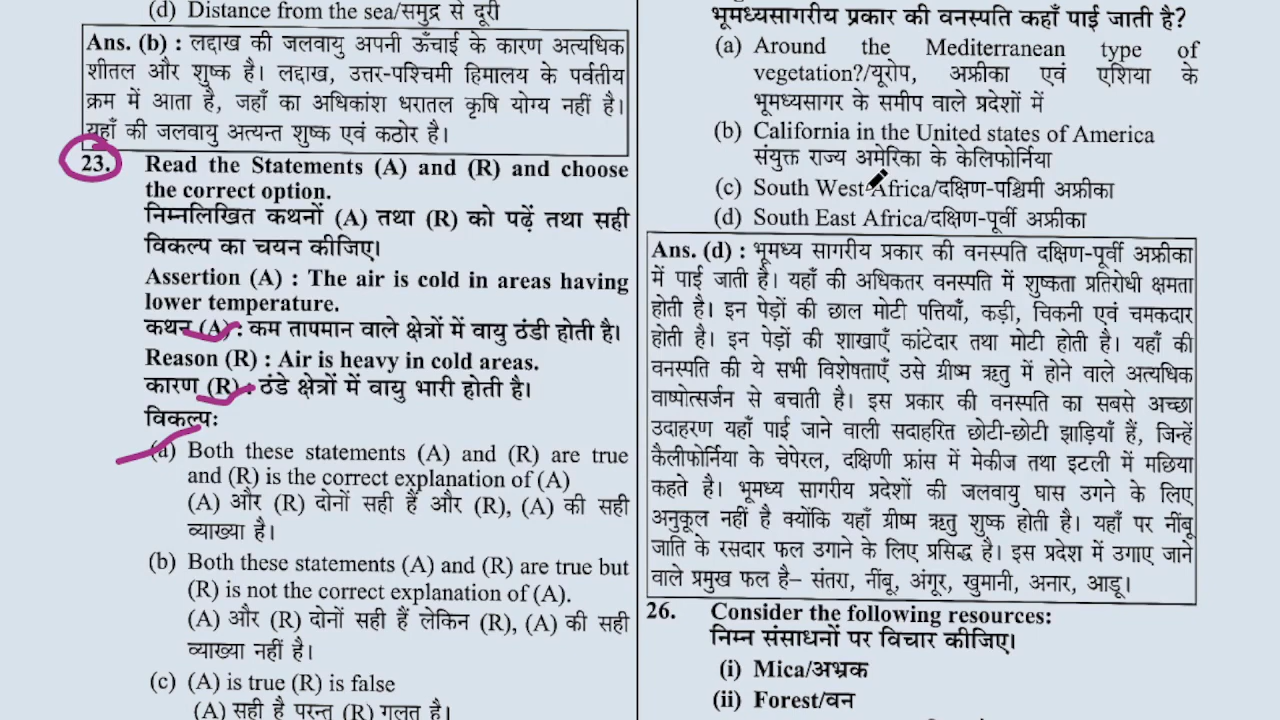 (d) Distance from the sea/समुद्र से दूरी
Ans. (b) : लद्दाख की जलवायु अपनी ऊँचाई के कारण अत्यधिक
शीतल और शुष्क है। लद्दाख, उत्तर-पश्चिमी हिमालय के पर्वतीय
क्रम में आता है, जहाँ का अधिकांश धरातल कृषि योग्य नहीं है।
यहाँ की जलवायु अत्यन्त शुष्क एवं कठोर है।
23. Read the Statements (A) and (R) and choose
the correct option.
निम्नलिखित कथनों (A) तथा (R) को पढ़ें तथा सही
विकल्प का चयन कीजिए।
Assertion (A) : The air is cold in areas having
lower temperature.
कथन (A) : कम तापमान वाले क्षेत्रों में वायु ठंडी होती है।
Reason (R) : Air is heavy in cold areas.
कारण (R) : ठंडे क्षेत्रों में वायु भारी होती है।
विकल्पः
(a) Both these statements (A) and (R) are true
and (R) is the correct explanation of (A)
(A) और (R) दोनों सही हैं और (R), (A) की सही
व्याख्या है।
(b) Both these statements (A) and (R) are true but
(R) is not the correct explanation of (A).
(A) और (R) दोनों सही हैं लेकिन (R), (A) की सही
व्याख्या नहीं है।
(c) (A) is true (R) is false
(A) सही है परन्तु (R) गलत है।
भूमध्यसागरीय प्रकार की वनस्पति कहाँ पाई जाती है?
(a) Around the Mediterranean type of
vegetation?/यूरोप, अफ्रीका एवं एशिया के
भूमध्यसागर के समीप वाले प्रदेशों में
(b) California in the United states of America
संयुक्त राज्य अमेरिका के केलिफोर्निया
(c) South West-Africa/दक्षिण-पश्चिमी अफ्रीका
(d) South East Africa/दक्षिण-पूर्वी अफ्रीका
Ans. (d) : भूमध्य सागरीय प्रकार की वनस्पति दक्षिण-पूर्वी अफ्रीका
में पाई जाती है। यहाँ की अधिकतर वनस्पति में शुष्कता प्रतिरोधी क्षमता
होती है। इन पेड़ों की छाल मोटी पत्तियाँ, कड़ी, चिकनी एवं चमकदार
होती है। इन पेड़ों की शाखाएँ कांटेदार तथा मोटी होती है। यहाँ की
वनस्पति की ये सभी विशेषताएँ उसे ग्रीष्म ऋतु में होने वाले अत्यधिक
वाष्पोत्सर्जन से बचाती है। इस प्रकार की वनस्पति का सबसे अच्छा
उदाहरण यहाँ पाई जाने वाली सदाहरित छोटी-छोटी झाड़ियाँ हैं, जिन्हें
कैलीफोर्निया के चेपेरल, दक्षिणी फ्रांस में मेकीज तथा इटली में मछिया
कहते है। भूमध्य सागरीय प्रदेशों की जलवायु घास उगने के लिए
अनुकूल नहीं है क्योंकि यहाँ ग्रीष्म ऋतु शुष्क होती है। यहाँ पर नींबू
जाति के रसदार फल उगाने के लिए प्रसिद्ध है। इस प्रदेश में उगाए जाने
वाले प्रमुख फल है– संतरा, नींबू, अंगूर, खुमानी, अनार, आडू।
26. Consider the following resources:
निम्न संसाधनों पर विचार कीजिए।
(i) Mica/अभ्रक
(ii) Forest/वन